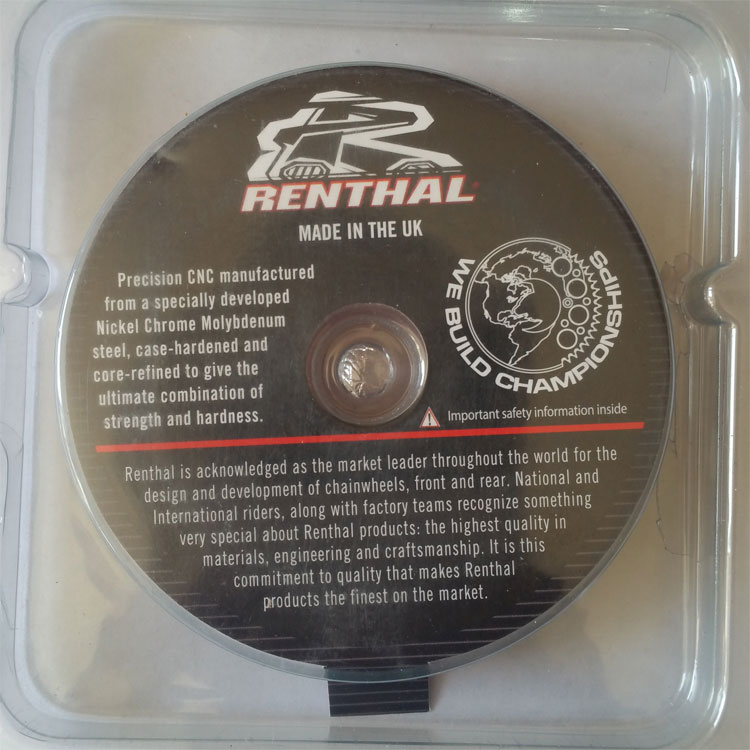 RENTHAL
MADE IN THE UK
Precision CNC manufactured
from a specially developed
Nickel Chrome Molybdenum
steel, case-hardened and
core-refined to give the
ultimate combination of
strength and hardness.
WE BUILD CHAMPIONSHIPS
Important safety information inside
Renthal is acknowledged as the market leader throughout the world for the
design and development of chainwheels, front and rear. National and
International riders, along with factory teams recognize something
very special about Renthal products: the highest quality in
materials, engineering and craftsmanship. It is this
commitment to quality that makes Renthal
products the finest on the market.